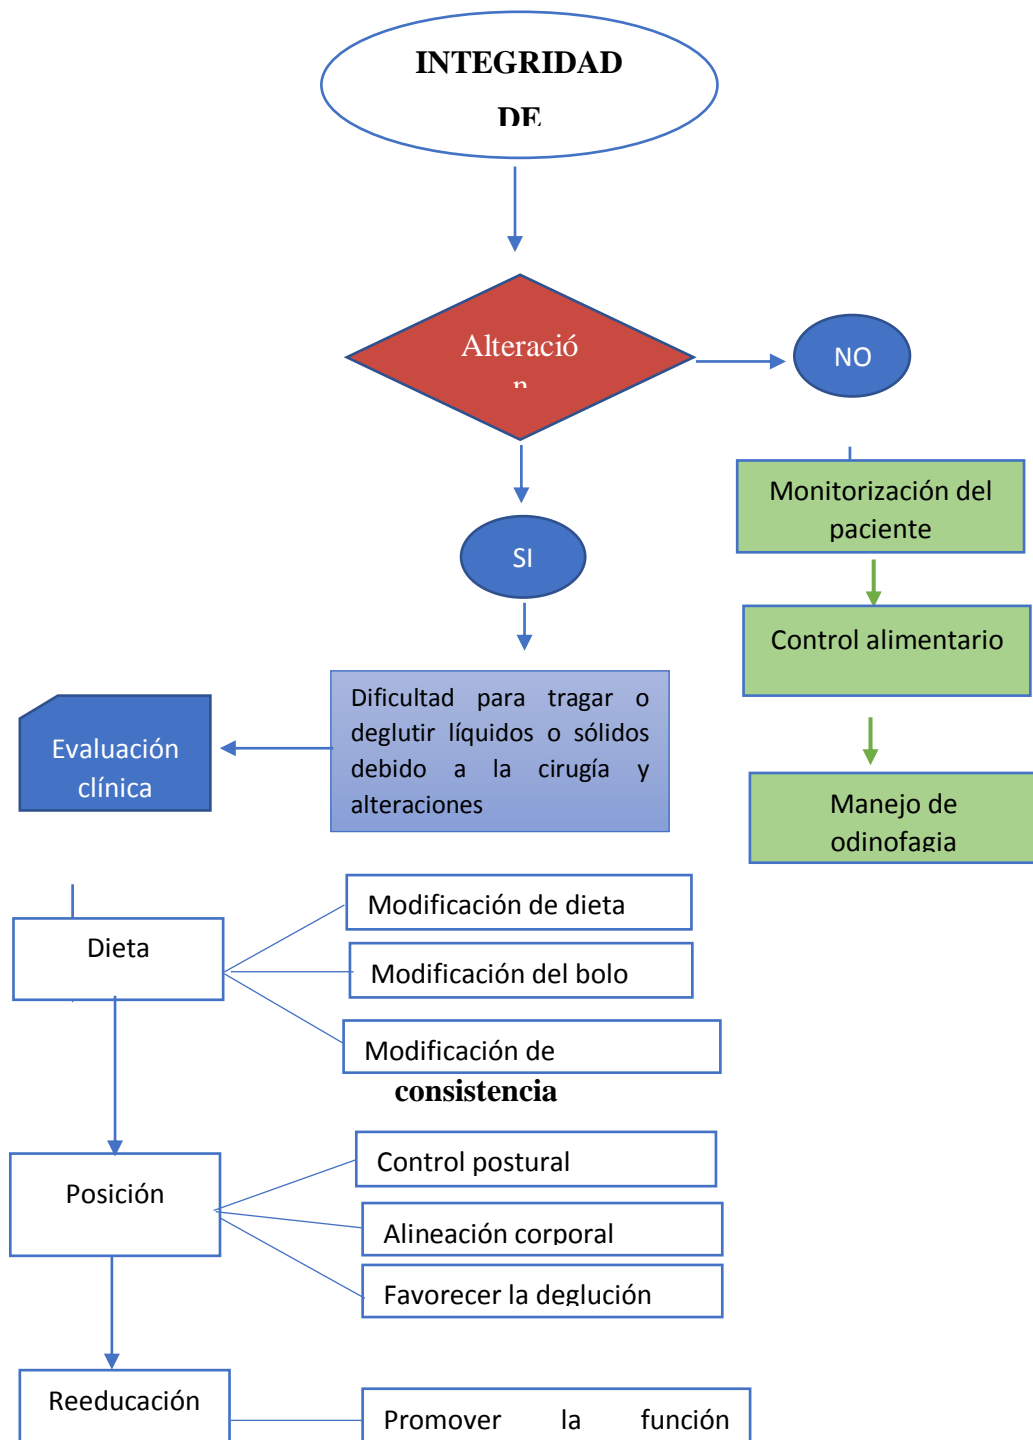 INTEGRIDAD
DE
Alteració
n
NO
Monitorización del
paciente
SI
Control alimentario
Dificultad para tragar o
deglutir líquidos o sólidos
debido a la cirugía y
alteraciones
Evaluación
clínica
Manejo de
odinofagia
Modificación de dieta
Dieta
Modificación del bolo
Modificación de
consistencia
Control postural
Posición
Alineación corporal
Favorecer la deglución
Reeducación
Promover la función